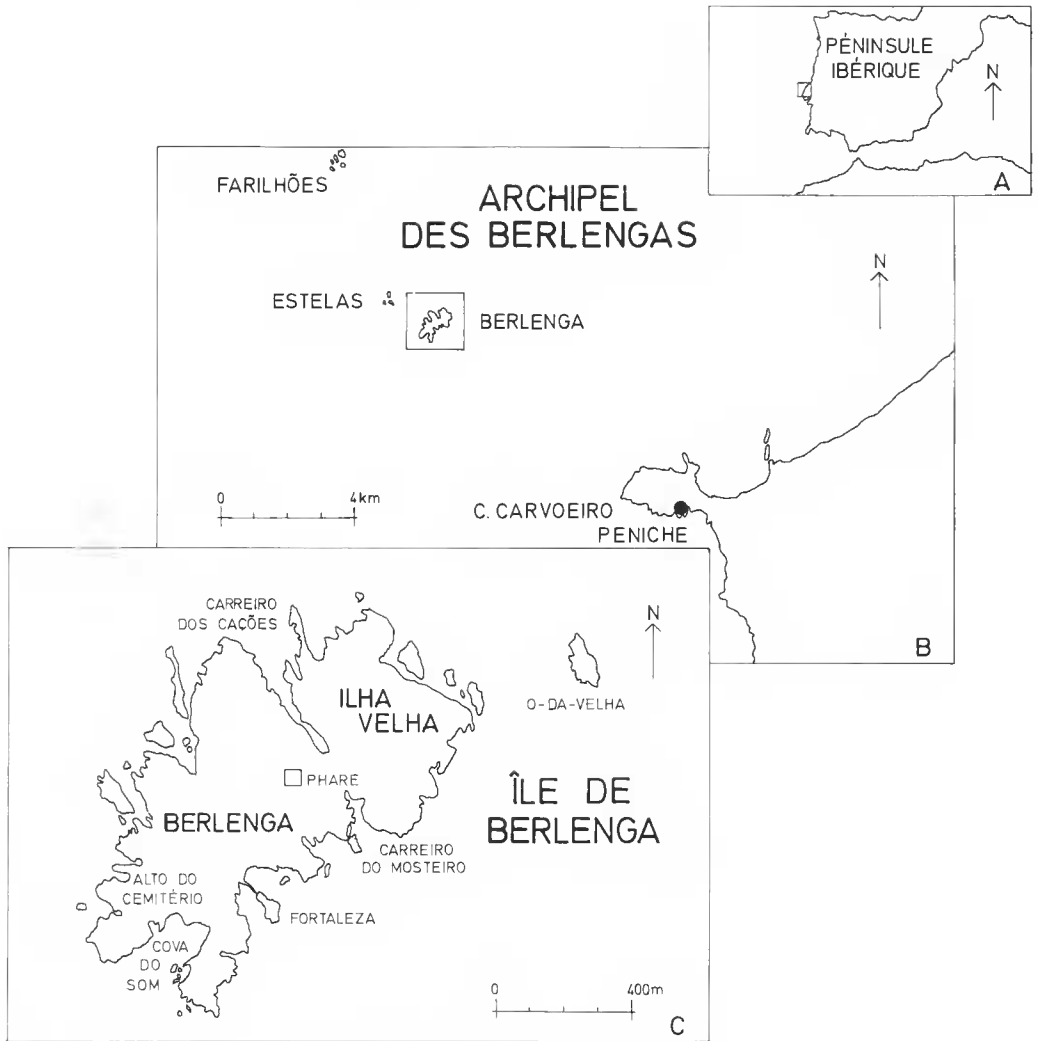 PÉNINSULE
IBÉRIQUE
N
A
FARILHÕES
ARCHIPEL
DES BERLENGAS
N
ESTELAS
BERLENGA
0 4km
C. CARVOEIRO
PENICHE
B
CARREIRO
DOS CAÇÕES
N
ILHA
VELHA
O-DA-VELHA
PHARE
ÎLE DE
BERLENGA
BERLENGA
CARREIRO
DO MOSTEIRO
ALTO DO
CEMITÉRIO
FORTALEZA
COVA
DO
SOM
0 400m
C